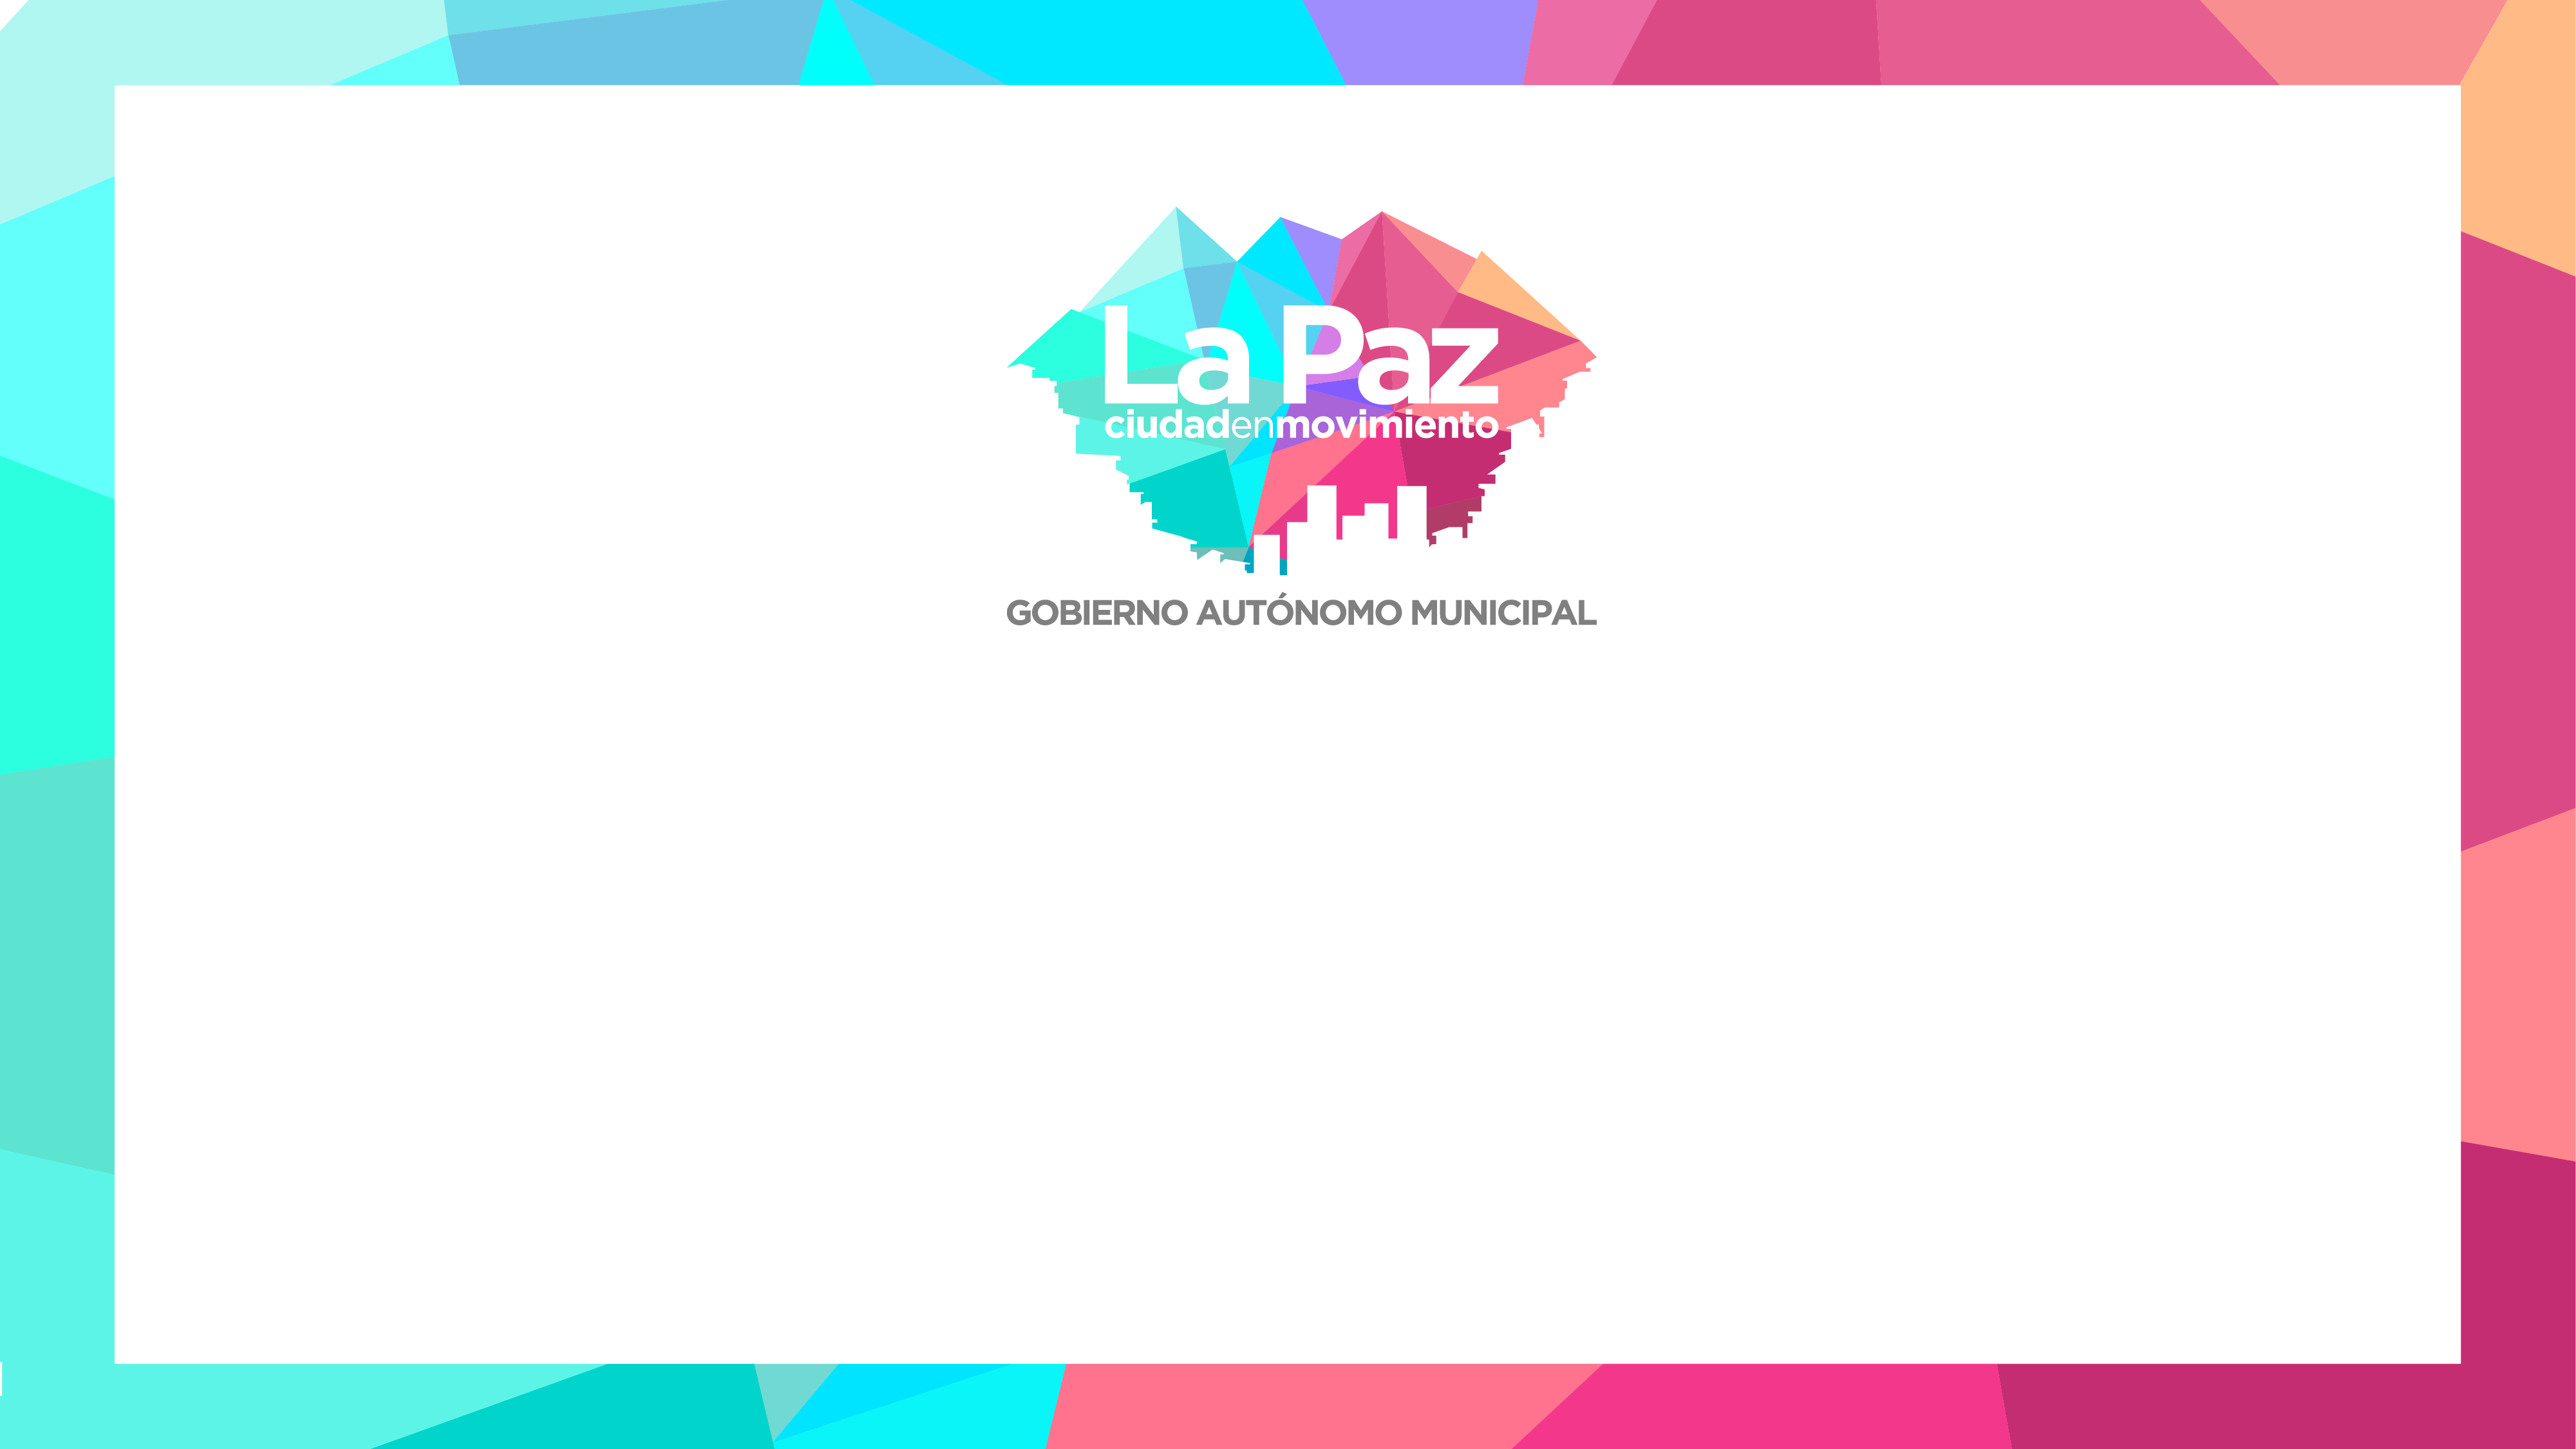 La Paz
ciudadenmovimiento
GOBIERNO AUTÓNOMO MUNICIPAL